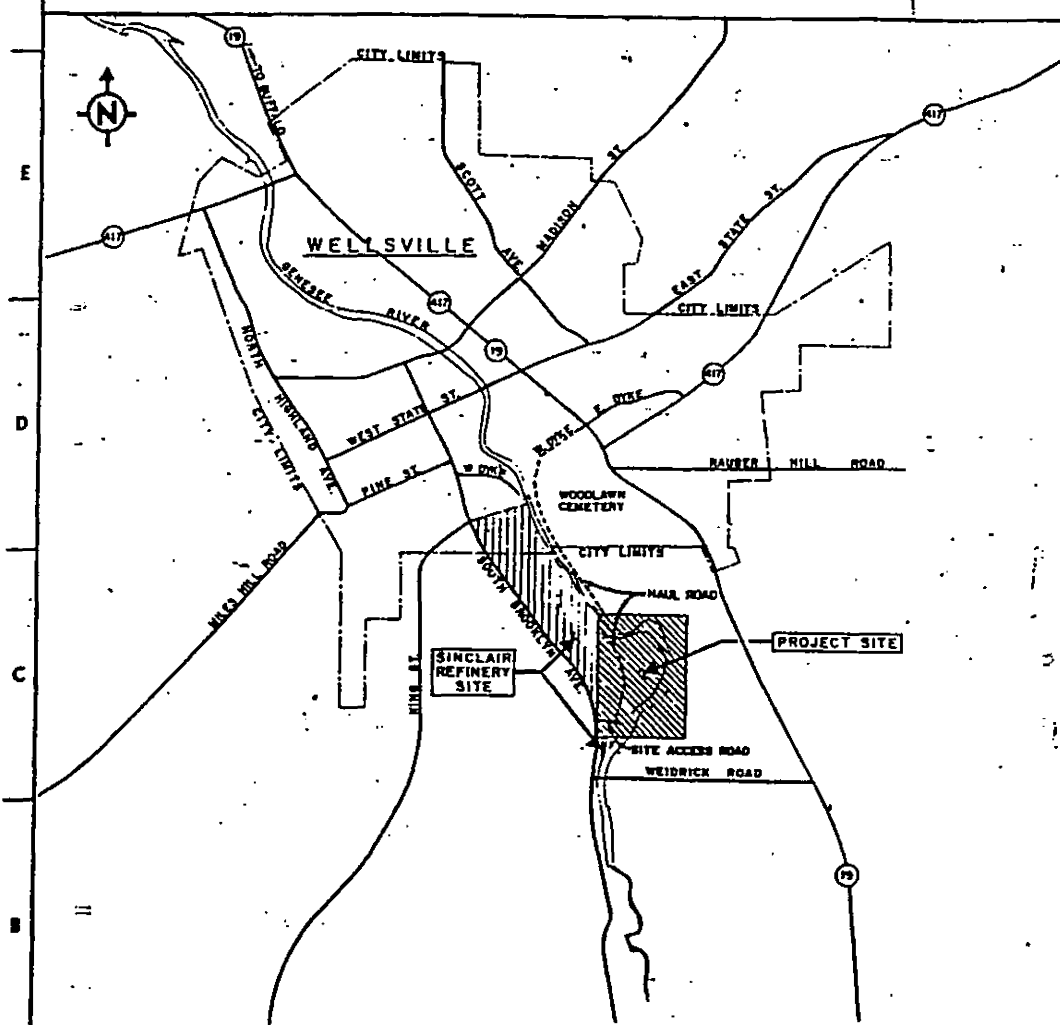 19
CITY LIMITS
TO BUFFALO
N
E
417
SCOTT AVE.
MADISON ST.
EAST STATE ST.
417
WELLSVILLE
GENESEE RIVER
417
19
CITY LIMITS
NORTH HIGHLAND AVE.
CITY LIMITS
417
D
WEST STATE ST.
E DYKE
W. DYKE
PINE ST.
W DYKE
RAUBER HILL ROAD
WOODLAWN
CEMETERY
CITY LIMITS
NILES HILL ROAD
SOUTH BROOKLYN AVE.
HAUL ROAD
KING ST.
C
SINCLAIR
REFINERY
SITE
PROJECT SITE
SITE ACCESS ROAD
WEIDRICK ROAD
19
B